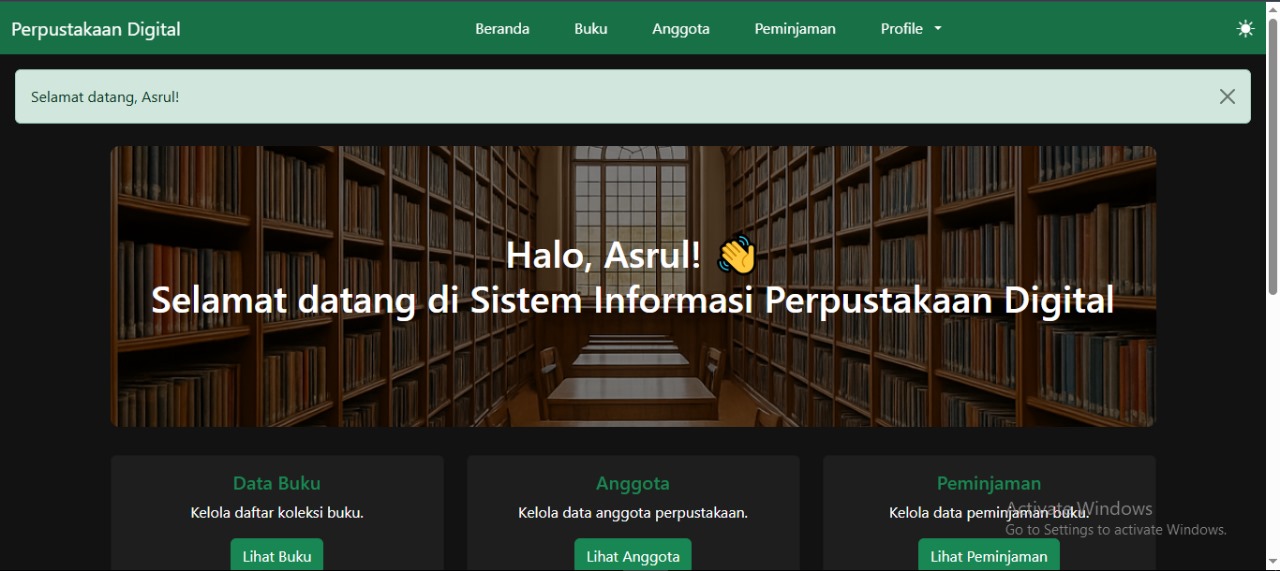 Perpustakaan Digital
Beranda Buku Anggota Peminjaman Profile
Selamat datang, Asrul!
Halo, Asrul! 👋
Selamat datang di Sistem Informasi Perpustakaan Digital
Data Buku
Kelola daftar koleksi buku.
Lihat Buku
Anggota
Kelola data anggota perpustakaan.
Lihat Anggota
Peminjaman
Kelola data peminjaman buku.
Lihat Peminjaman
Activate Windows
Go to Settings to activate Windows.